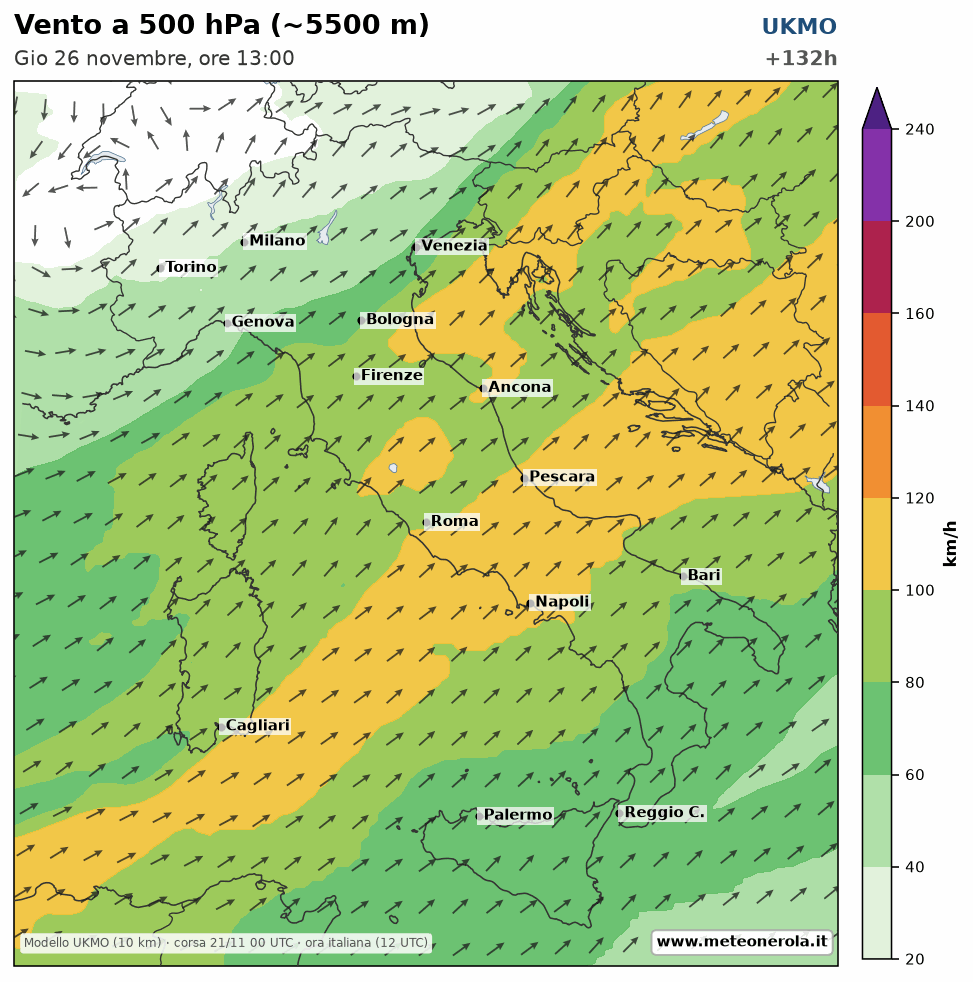 Vento a 500 hPa (~5500 m)
UKMO
Gio 26 novembre, ore 13:00
+132h
Milano
Venezia
Torino
Genova
Bologna
Firenze
Ancona
Pescara
Roma
Bari
Napoli
Cagliari
Palermo
Reggio C.
240
200
160
140
120
100
80
60
40
20
km/h
Modello UKMO (10 km) · corsa 21/11 00 UTC · ora italiana (12 UTC)
www.meteonerola.it